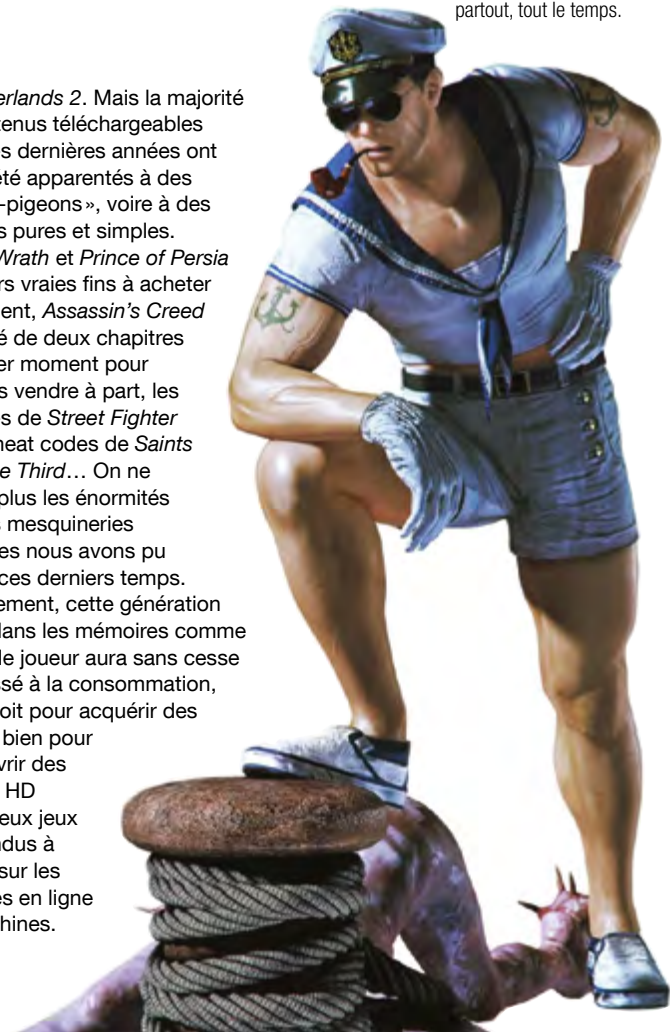 partout, tout le temps.
erlands 2. Mais la majorité
tenus téléchargeables
s dernières années ont
été apparentés à des
-pigeons », voire à des
s pures et simples.
Wrath et Prince of Persia
rs vraies fins à acheter
ent, Assassin's Creed
é de deux chapitres
er moment pour
s vendre à part, les
s de Street Fighter
heat codes de Saints
e Third… On ne
plus les énormités
s mesquineries
es nous avons pu
ces derniers temps.
ement, cette génération
dans les mémoires comme
le joueur aura sans cesse
ssé à la consommation,
oit pour acquérir des
bien pour
vrir des
HD
eux jeux
ndus à
sur les
es en ligne
hines.